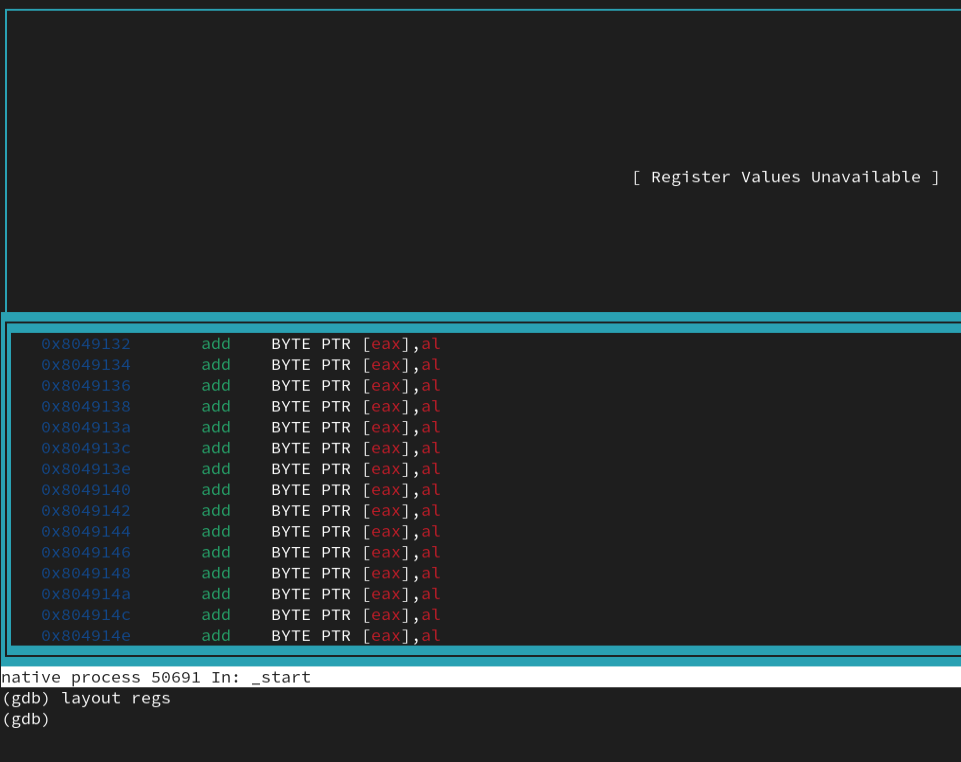 [ Register Values Unavailable ]
0x8049132 add BYTE PTR [eax],al
0x8049134 add BYTE PTR [eax],al
0x8049136 add BYTE PTR [eax],al
0x8049138 add BYTE PTR [eax],al
0x804913a add BYTE PTR [eax],al
0x804913c add BYTE PTR [eax],al
0x804913e add BYTE PTR [eax],al
0x8049140 add BYTE PTR [eax],al
0x8049142 add BYTE PTR [eax],al
0x8049144 add BYTE PTR [eax],al
0x8049146 add BYTE PTR [eax],al
0x8049148 add BYTE PTR [eax],al
0x804914a add BYTE PTR [eax],al
0x804914c add BYTE PTR [eax],al
0x804914e add BYTE PTR [eax],al
native process 50691 In: _start
(gdb) layout regs
(gdb)